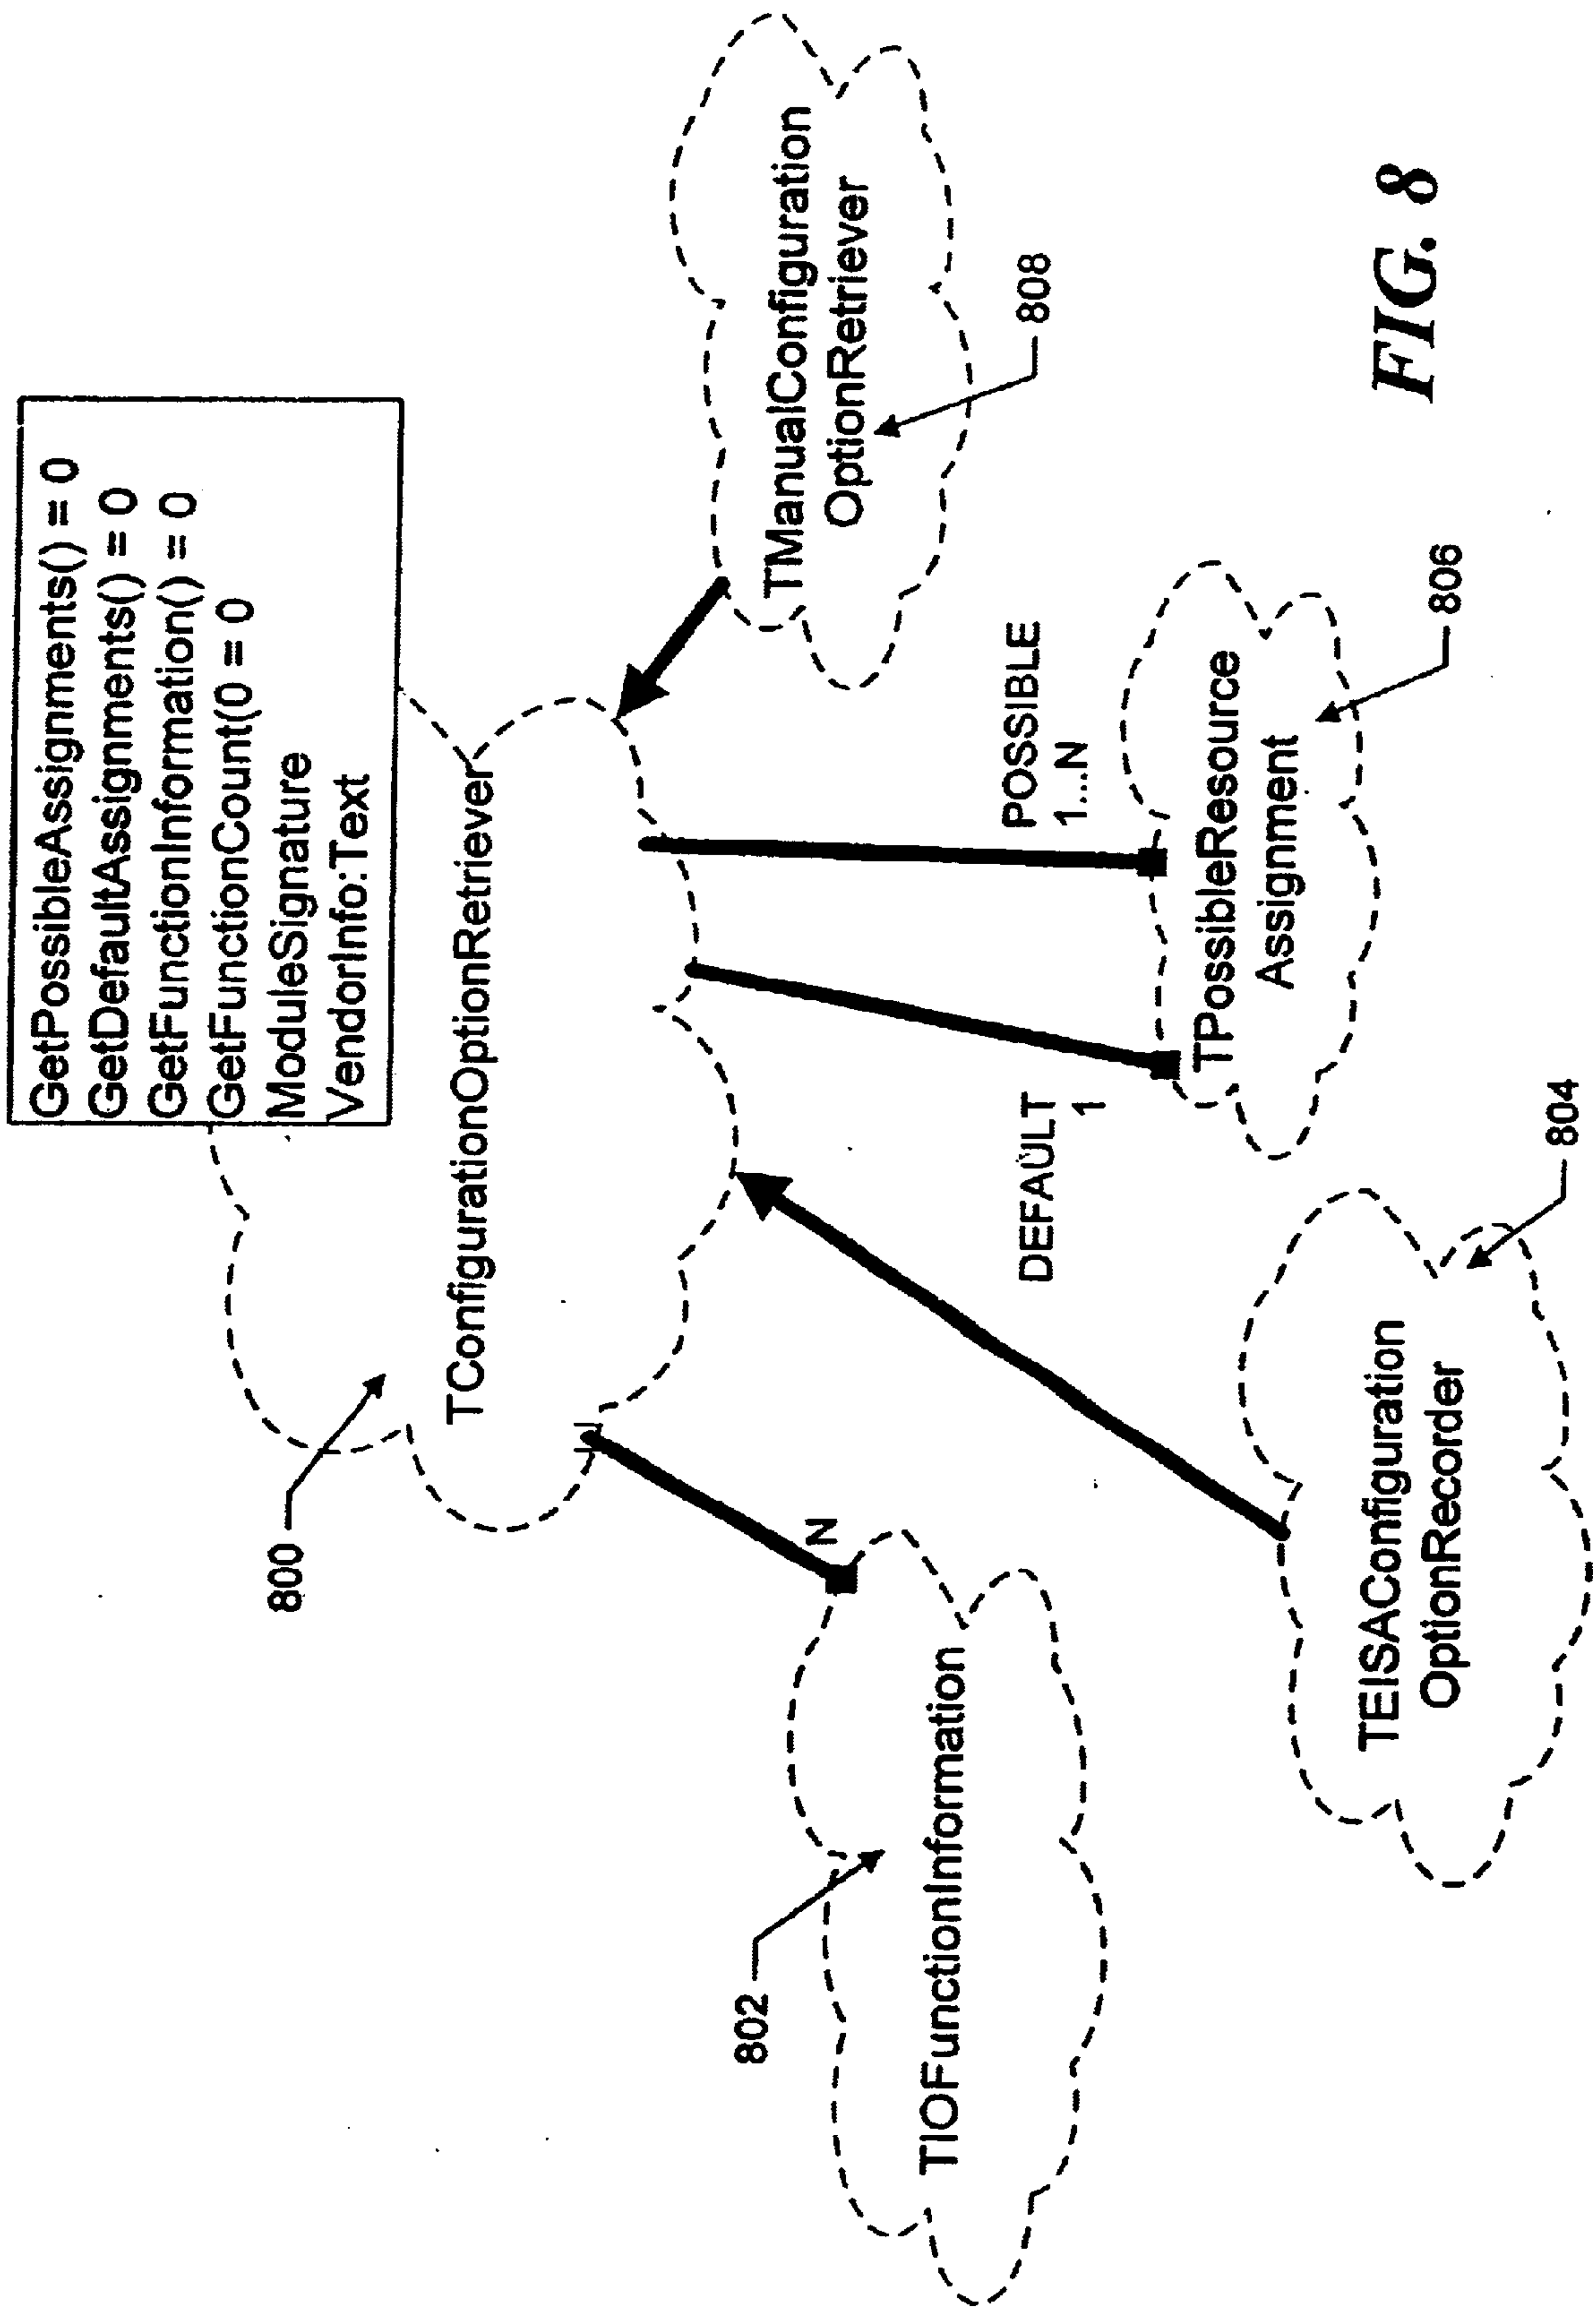 GetPossibleAssignments() = 0
GetDefaultAssignments() = 0
GetFunctionInformation() = 0
GetFunctionCount(0 = 0
ModuleSignature
VendorInfo:Text
800
TConfigurationOptionRetriever
802
N
TIOFunctionInformation
DEFAULT
1
POSSIBLE
1...N
TManualConfiguration
OptionRetriever
808
TEISAConfiguration
OptionRecorder
804
TPossibleResource
Assignment
806
FIG. 8